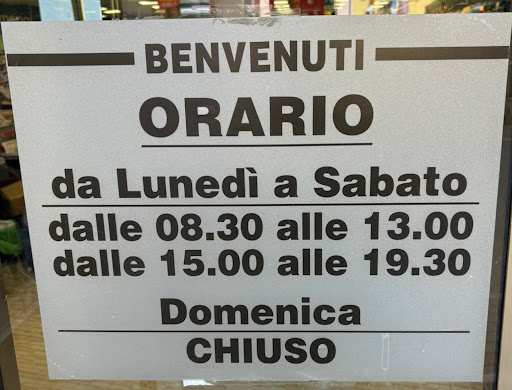 BENVENUTI
ORARIO
da Lunedì a Sabato
dalle 08.30 alle 13.00
dalle 15.00 alle 19.30
Domenica
CHIUSO